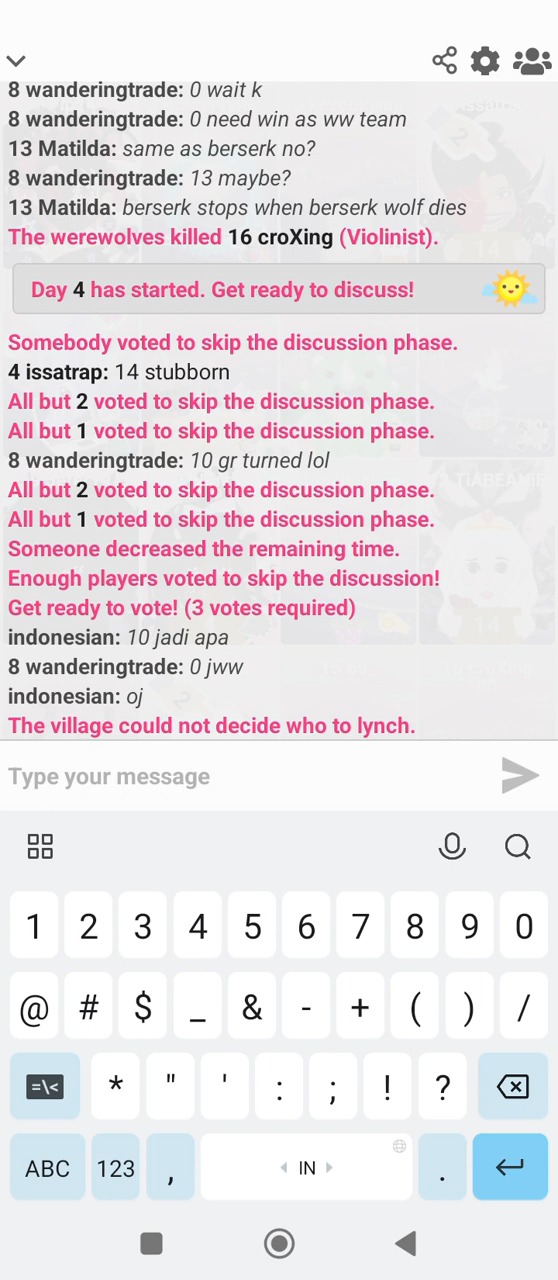 8 wanderingtrade: 0 wait k
8 wanderingtrade: 0 need win as ww team
13 Matilda: same as berserk no?
8 wanderingtrade: 13 maybe?
13 Matilda: berserk stops when berserk wolf dies
The werewolves killed 16 croXing (Violinist).
Day 4 has started. Get ready to discuss!
Somebody voted to skip the discussion phase.
4 issatrap: 14 stubborn
All but 2 voted to skip the discussion phase.
All but 1 voted to skip the discussion phase.
8 wanderingtrade: 10 gr turned lol
All but 2 voted to skip the discussion phase.
All but 1 voted to skip the discussion phase.
Someone decreased the remaining time.
Enough players voted to skip the discussion!
Get ready to vote! (3 votes required)
indonesian: 10 jadi apa
8 wanderingtrade: 0 jww
indonesian: oj
The village could not decide who to lynch.
Type your message
1 2 3 4 5 6 7 8 9 0
@ # $ _ & - + ( ) /
=\< * " ' : ; ! ?
ABC 123 , IN .